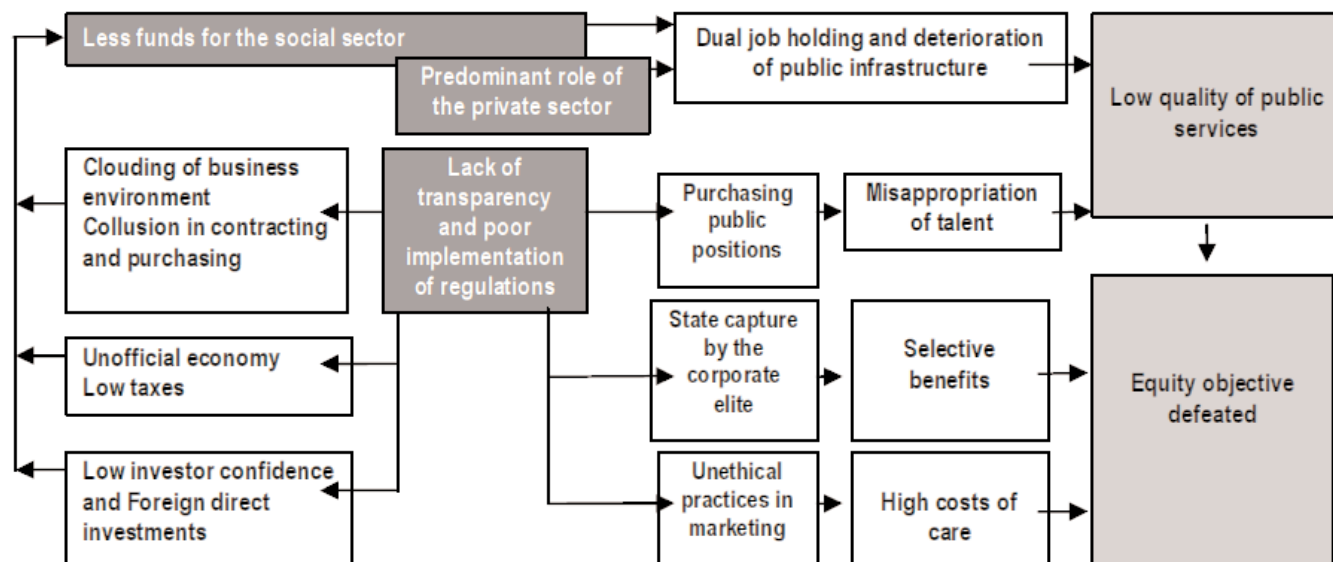 Less funds for the social sector
Predominant role of
the private sector
Dual job holding and deterioration
of public infrastructure
Low quality of public
services
Clouding of business
environment
Collusion in contracting
and purchasing
Lack of
transparency
and poor
implementation
of regulations
Purchasing
public
positions
Misappropriation
of talent
Unofficial economy
Low taxes
State capture
by the
corporate
elite
Selective
benefits
Equity objective
defeated
Low investor confidence
and Foreign direct
investments
Unethical
practices in
marketing
High costs of
care